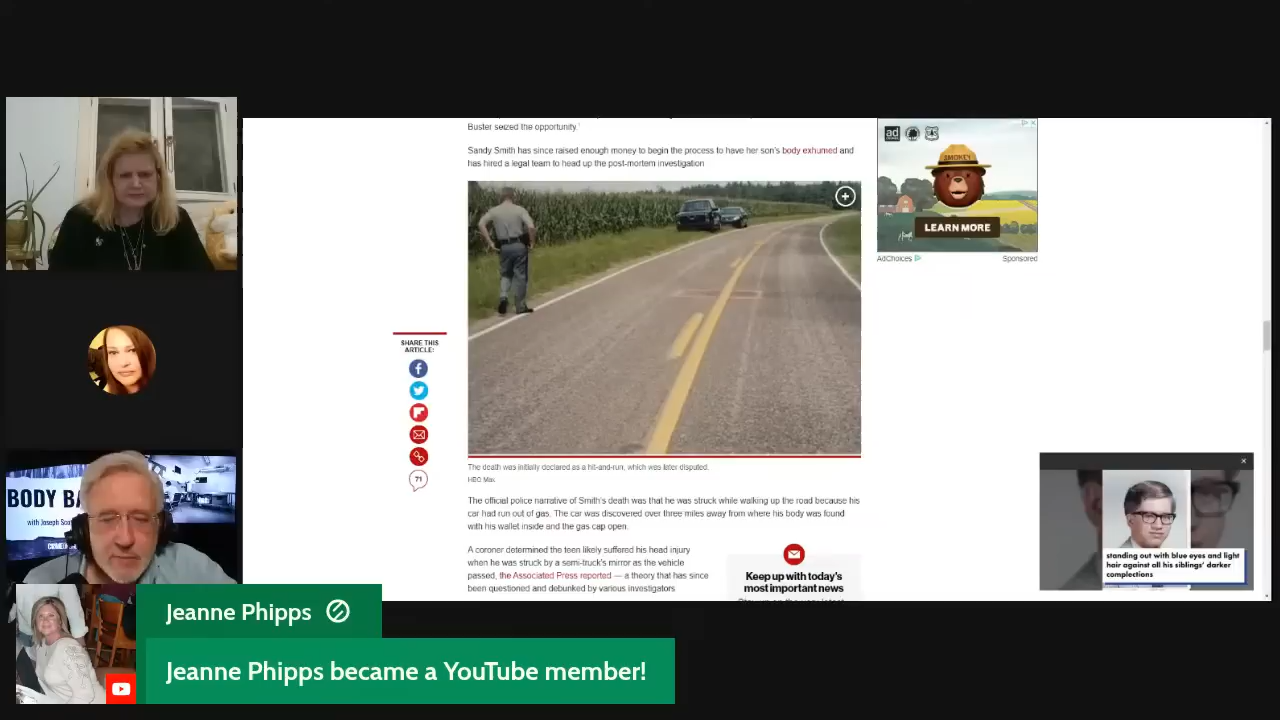 Buster seized the opportunity.'
Sandy Smith has since raised enough money to begin the process to have her son's body exhumed and
has hired a legal team to head up the post-mortem investigation
ad
SMOKEY
LEARN MORE
AdChoices
Sponsored
SHARE THIS
ARTICLE:
71
The death was initially declared as a hit-and-run, which was later disputed.
HBO Max
The official police narrative of Smith's death was that he was struck while walking up the road because his
car had run out of gas. The car was discovered over three miles away from where his body was found
with his wallet inside and the gas cap open.
A coroner determined the teen likely suffered his head injury
when he was struck by a semi-truck's mirror as the vehicle
passed, the Associated Press reported — a theory that has since
been questioned and debunked by various investigators
Keep up with today's
most important news
standing out with blue eyes and light
hair against all his siblings' darker
complections
BODY BA
with Joseph Sco
Jeanne Phipps
Jeanne Phipps became a YouTube member!